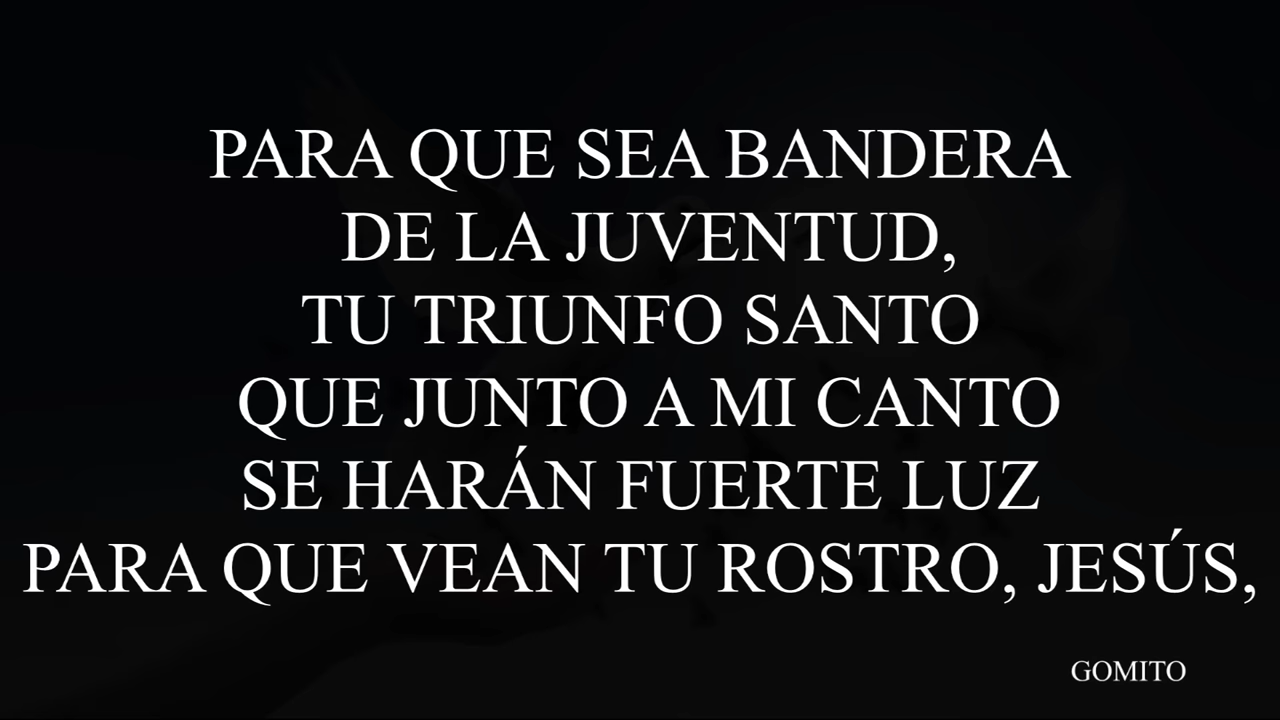 PARA QUE SEA BANDERA
DE LA JUVENTUD,
TU TRIUNFO SANTO
QUE JUNTO A MI CANTO
SE HARÁN FUERTE LUZ
PARA QUE VEAN TU ROSTRO, JESÚS,
GOMITO